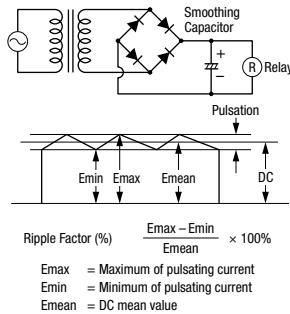 Smoothing
Capacitor
+
−
R Relay
Pulsation
Emin Emax Emean DC
Ripple Factor (%) Emax – Emin / Emean × 100%
Emax = Maximum of pulsating current
Emin = Minimum of pulsating current
Emean = DC mean value